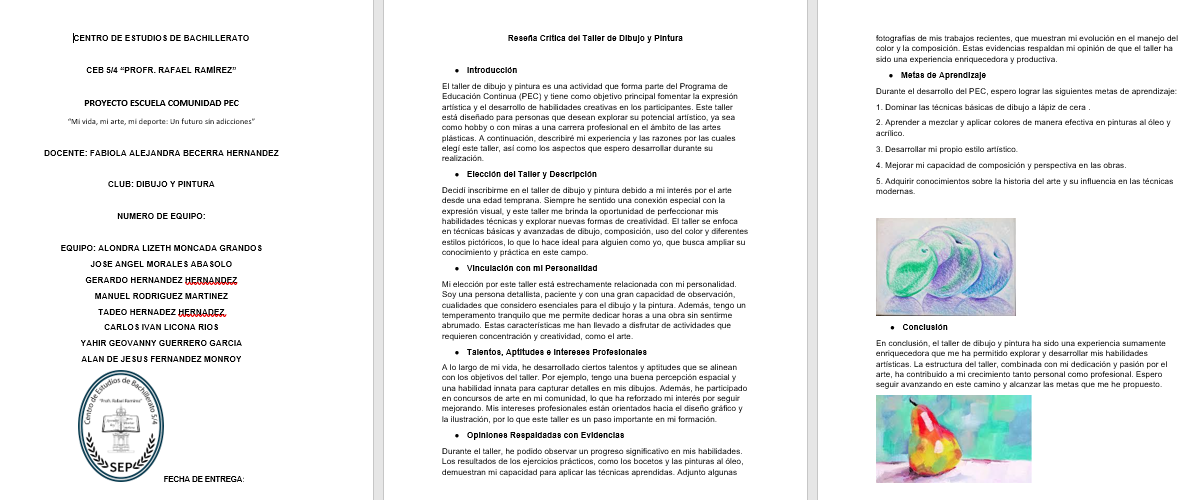 CENTRO DE ESTUDIOS DE BACHILLERATO
CEB 5/4 “PROFR. RAFAEL RAMÍREZ”
PROYECTO ESCUELA COMUNIDAD PEC
“Mi vida, mi arte, mi deporte: Un futuro sin adicciones”
DOCENTE: FABIOLA ALEJANDRA BECERRA HERNANDEZ
CLUB: DIBUJO Y PINTURA
NUMERO DE EQUIPO:
EQUIPO: ALONDRA LIZETH MONCADA GRANDOS
JOSE ANGEL MORALES ABASOLO
GERARDO HERNANDEZ HERNANDEZ
MANUEL RODRIGUEZ MARTINEZ
TADEO HERNADEZ HERNADEZ
CARLOS IVAN LICONA RIOS
YAHIR GEOVANNY GUERRERO GARCIA
ALAN DE JESUS FERNANDEZ MONROY
Centro de Estudios de Bachillerato 5/4
"Profr. Rafael Ramírez"
SEP
FECHA DE ENTREGA:
Reseña Crítica del Taller de Dibujo y Pintura
● Introducción
El taller de dibujo y pintura es una actividad que forma parte del Programa de
Educación Continua (PEC) y tiene como objetivo principal fomentar la expresión
artística y el desarrollo de habilidades creativas en los participantes. Este taller
está diseñado para personas que desean explorar su potencial artístico, ya sea
como hobby o con miras a una carrera profesional en el ámbito de las artes
plásticas. A continuación, describiré mi experiencia y las razones por las cuales
elegí este taller, así como los aspectos que espero desarrollar durante su
realización.
● Elección del Taller y Descripción
Decidí inscribirme en el taller de dibujo y pintura debido a mi interés por el arte
desde una edad temprana. Siempre he sentido una conexión especial con la
expresión visual, y este taller me brinda la oportunidad de perfeccionar mis
habilidades técnicas y explorar nuevas formas de creatividad. El taller se enfoca
en técnicas básicas y avanzadas de dibujo, composición, uso del color y diferentes
estilos pictóricos, lo que lo hace ideal para alguien como yo, que busca ampliar su
conocimiento y práctica en este campo.
● Vinculación con mi Personalidad
Mi elección por este taller está estrechamente relacionada con mi personalidad.
Soy una persona detallista, paciente y con una gran capacidad de observación,
cualidades que considero esenciales para el dibujo y la pintura. Además, tengo un
temperamento tranquilo que me permite dedicar horas a una obra sin sentirme
abrumado. Estas características me han llevado a disfrutar de actividades que
requieren concentración y creatividad, como el arte.
● Talentos, Aptitudes e Intereses Profesionales
A lo largo de mi vida, he desarrollado ciertos talentos y aptitudes que se alinean
con los objetivos del taller. Por ejemplo, tengo una buena percepción espacial y
una habilidad innata para capturar detalles en mis dibujos. Además, he participado
en concursos de arte en mi comunidad, lo que ha reforzado mi interés por seguir
mejorando. Mis intereses profesionales están orientados hacia el diseño gráfico y
la ilustración, por lo que este taller es un paso importante en mi formación.
● Opiniones Respaldadas con Evidencias
Durante el taller, he podido observar un progreso significativo en mis habilidades.
Los resultados de los ejercicios prácticos, como los bocetos y las pinturas al óleo,
demuestran mi capacidad para aplicar las técnicas aprendidas. Adjunto algunas
fotografías de mis trabajos recientes, que muestran mi evolución en el manejo del
color y la composición. Estas evidencias respaldan mi opinión de que el taller ha
sido una experiencia enriquecedora y productiva.
● Metas de Aprendizaje
Durante el desarrollo del PEC, espero lograr las siguientes metas de aprendizaje:
1. Dominar las técnicas básicas de dibujo a lápiz de cera .
2. Aprender a mezclar y aplicar colores de manera efectiva en pinturas al óleo y
acrílico.
3. Desarrollar mi propio estilo artístico.
4. Mejorar mi capacidad de composición y perspectiva en las obras.
5. Adquirir conocimientos sobre la historia del arte y su influencia en las técnicas
modernas.
● Conclusión
En conclusión, el taller de dibujo y pintura ha sido una experiencia sumamente
enriquecedora que me ha permitido explorar y desarrollar mis habilidades
artísticas. La estructura del taller, combinada con mi dedicación y pasión por el
arte, ha contribuido a mi crecimiento tanto personal como profesional. Espero
seguir avanzando en este camino y alcanzar las metas que me he propuesto.